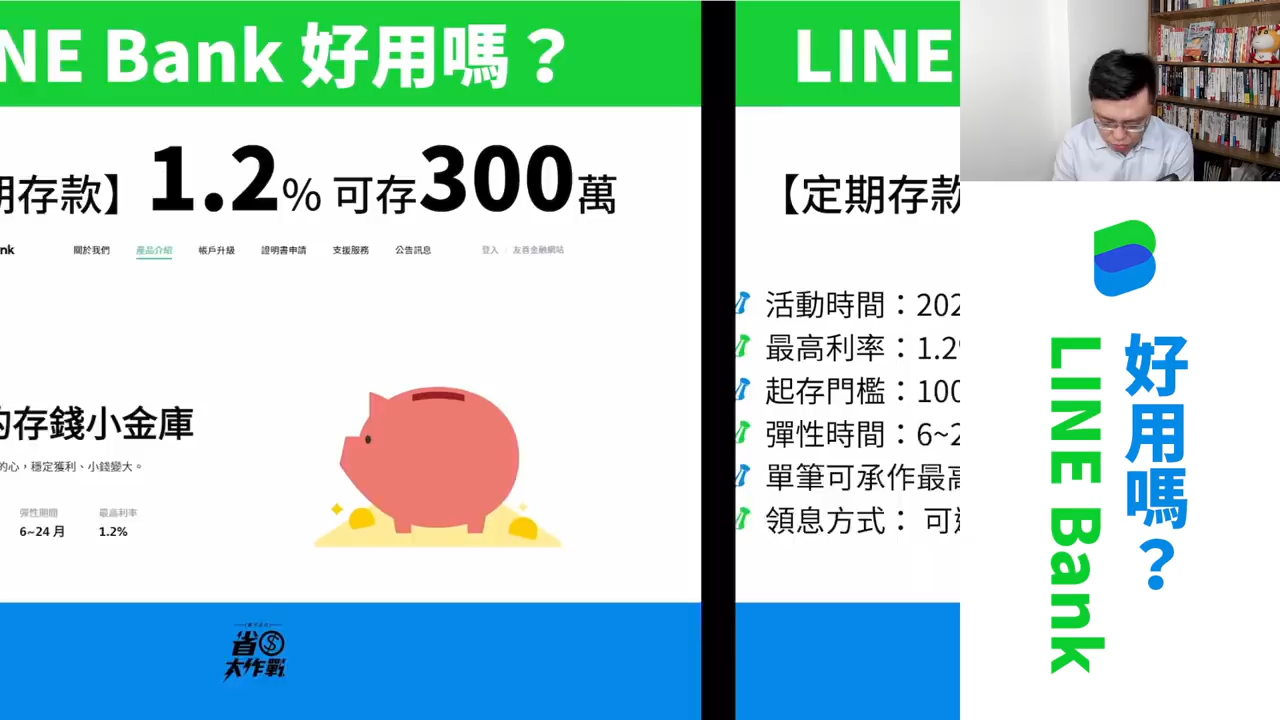 NE Bank 好用嗎？
期存款】1.2% 可存300萬
nk 關於我們 產品介紹 帳戶升級 證明書申請 支援服務 公告訊息 登入 / 友善金融網站
的存錢小金庫
的心，穩定獲利、小錢變大。
彈性期間 最高利率
6~24 月 1.2%
省$
大作戰
LINE
【定期存款
活動時間：202
最高利率：1.2%
起存門檻：100
彈性時間：6~2
單筆可承作最高
領息方式： 可
好用嗎？
LINE Bank